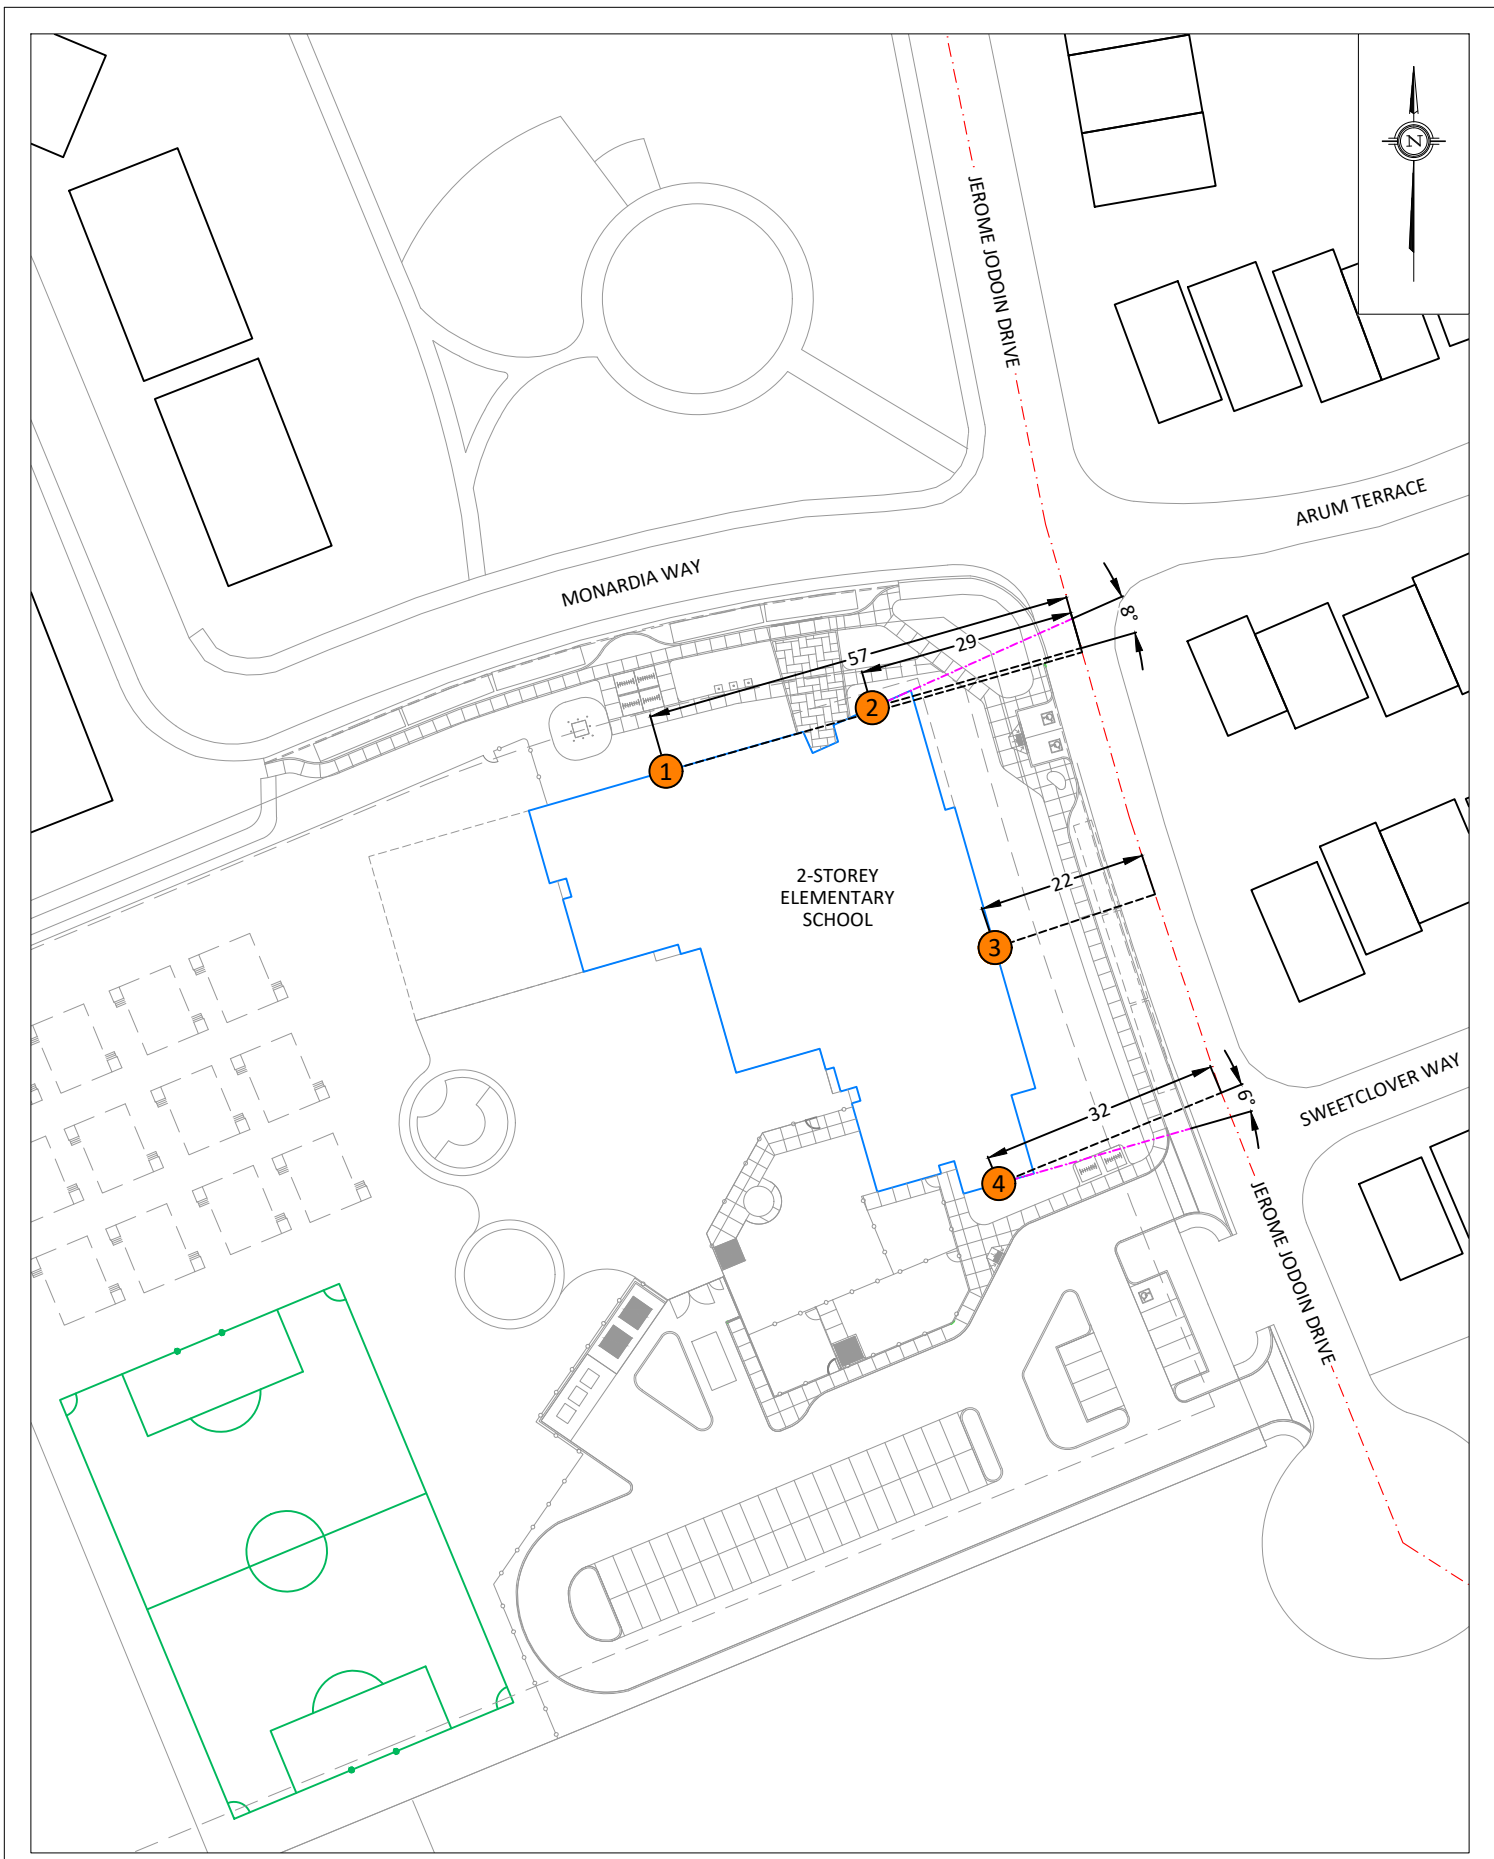 N
JEROME JODOIN DRIVE
ARUM TERRACE
MONARDIA WAY
8°
57
29
2
1
2-STOREY
ELEMENTARY
SCHOOL
22
3
SWEETCLOVER WAY
32
6°
4
JEROME JODOIN DRIVE